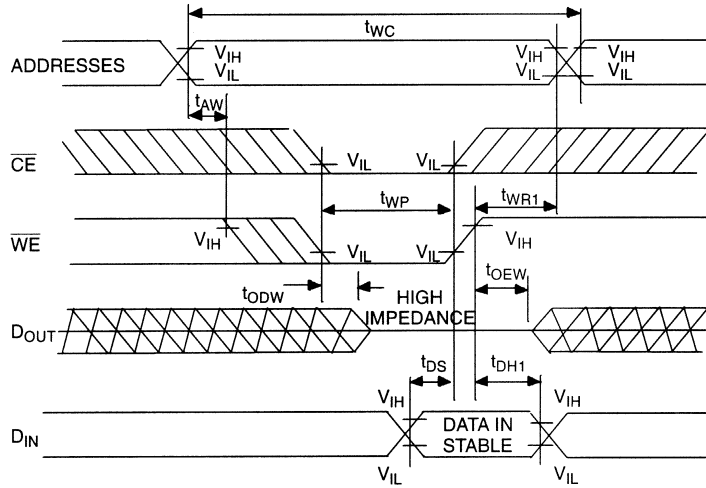 tWC
ADDRESSES
VIH
VIL
VIH
VIL
VIH
VIL
tAW
CE
VIL
VIL
tWP
tWR1
WE
VIH
VIL
VIL
VIH
tODW
HIGH
IMPEDANCE
tOEW
DOUT
tDS
tDH1
VIH
VIH
DIN
DATA IN
STABLE
VIL
VIL